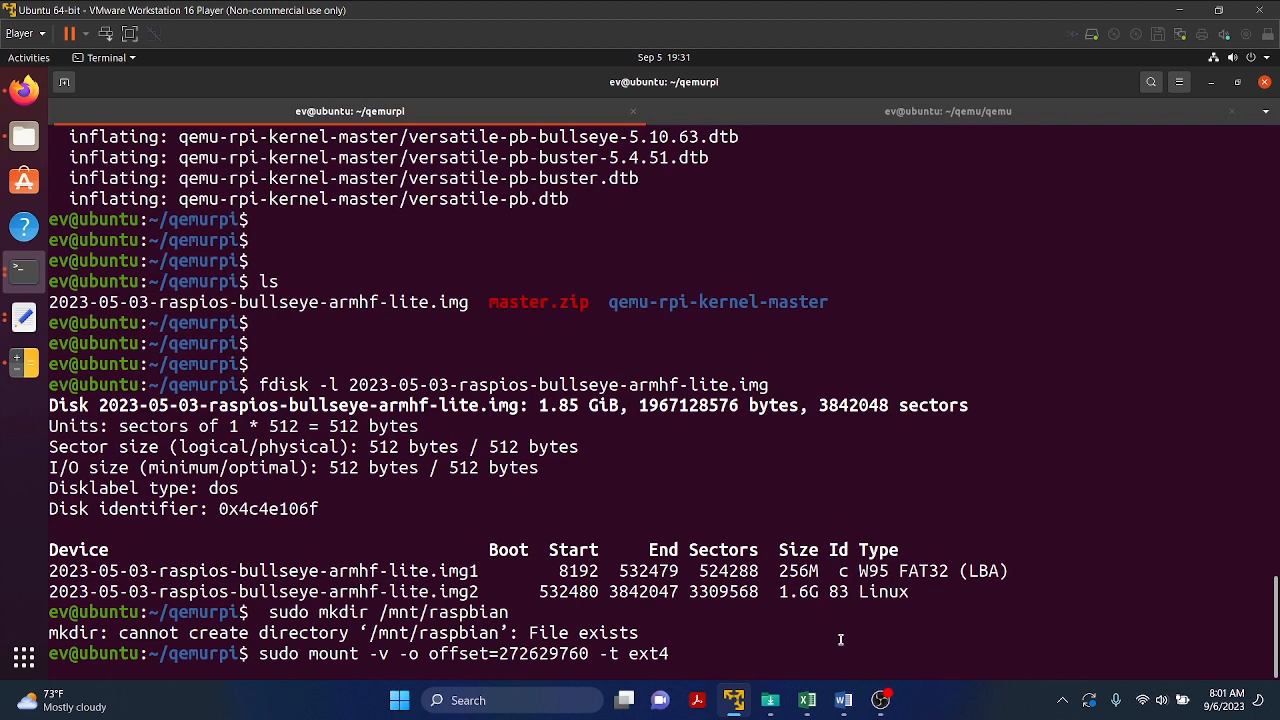 Ubuntu 64-bit - VMware Workstation 16 Player (Non-commercial use only)
Player
Activities
Terminal
Sep 5 19:31
ev@ubuntu: ~/qemurpi
ev@ubuntu: ~/qemurpi
ev@ubuntu: ~/qemu/qemu
inflating: qemu-rpi-kernel-master/versatile-pb-bullseye-5.10.63.dtb
inflating: qemu-rpi-kernel-master/versatile-pb-buster-5.4.51.dtb
inflating: qemu-rpi-kernel-master/versatile-pb-buster.dtb
inflating: qemu-rpi-kernel-master/versatile-pb.dtb
ev@ubuntu:~/qemurpi$
ev@ubuntu:~/qemurpi$
ev@ubuntu:~/qemurpi$
ev@ubuntu:~/qemurpi$ ls
2023-05-03-raspios-bullseye-armhf-lite.img master.zip qemu-rpi-kernel-master
ev@ubuntu:~/qemurpi$
ev@ubuntu:~/qemurpi$
ev@ubuntu:~/qemurpi$
ev@ubuntu:~/qemurpi$ fdisk -l 2023-05-03-raspios-bullseye-armhf-lite.img
Disk 2023-05-03-raspios-bullseye-armhf-lite.img: 1.85 GiB, 1967128576 bytes, 3842048 sectors
Units: sectors of 1 * 512 = 512 bytes
Sector size (logical/physical): 512 bytes / 512 bytes
I/O size (minimum/optimal): 512 bytes / 512 bytes
Disklabel type: dos
Disk identifier: 0x4c4e106f
Device Boot Start End Sectors Size Id Type
2023-05-03-raspios-bullseye-armhf-lite.img1 8192 532479 524288 256M c W95 FAT32 (LBA)
2023-05-03-raspios-bullseye-armhf-lite.img2 532480 3842047 3309568 1.6G 83 Linux
ev@ubuntu:~/qemurpi$ sudo mkdir /mnt/raspbian
mkdir: cannot create directory ‘/mnt/raspbian’: File exists
ev@ubuntu:~/qemurpi$ sudo mount -v -o offset=272629760 -t ext4
73°F
Mostly cloudy
Search
8:01 AM
9/6/2023